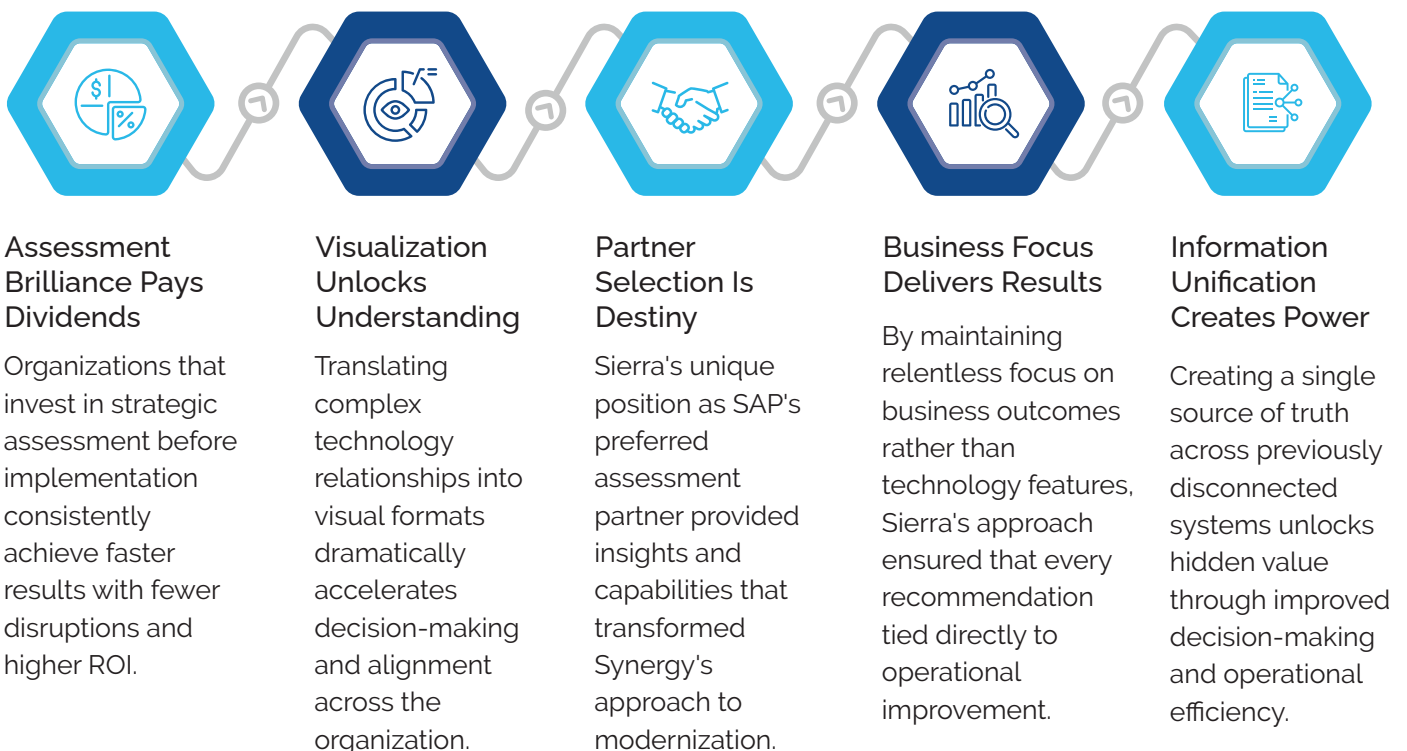 $
%
Assessment
Brilliance Pays
Dividends
Organizations that
invest in strategic
assessment before
implementation
consistently
achieve faster
results with fewer
disruptions and
higher ROI.
Visualization
Unlocks
Understanding
Translating
complex
technology
relationships into
visual formats
dramatically
accelerates
decision-making
and alignment
across the
organization.
Partner
Selection Is
Destiny
Sierra's unique
position as SAP's
preferred
assessment
partner provided
insights and
capabilities that
transformed
Synergy's
approach to
modernization.
Business Focus
Delivers Results
By maintaining
relentless focus on
business outcomes
rather than
technology features,
Sierra's approach
ensured that every
recommendation
tied directly to
operational
improvement.
Information
Unification
Creates Power
Creating a single
source of truth
across previously
disconnected
systems unlocks
hidden value
through improved
decision-making
and operational
efficiency.